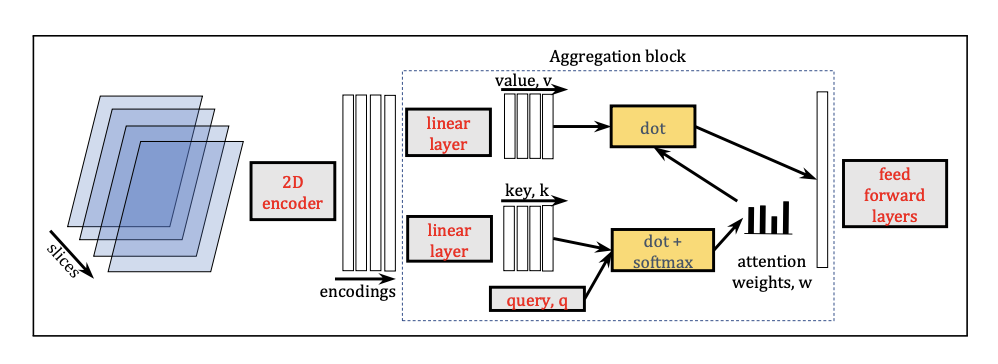 Aggregation block
slices
2D
encoder
encodings
linear
layer
value, v
dot
linear
layer
key, k
query, q
dot +
softmax
attention
weights, w
feed
forward
layers